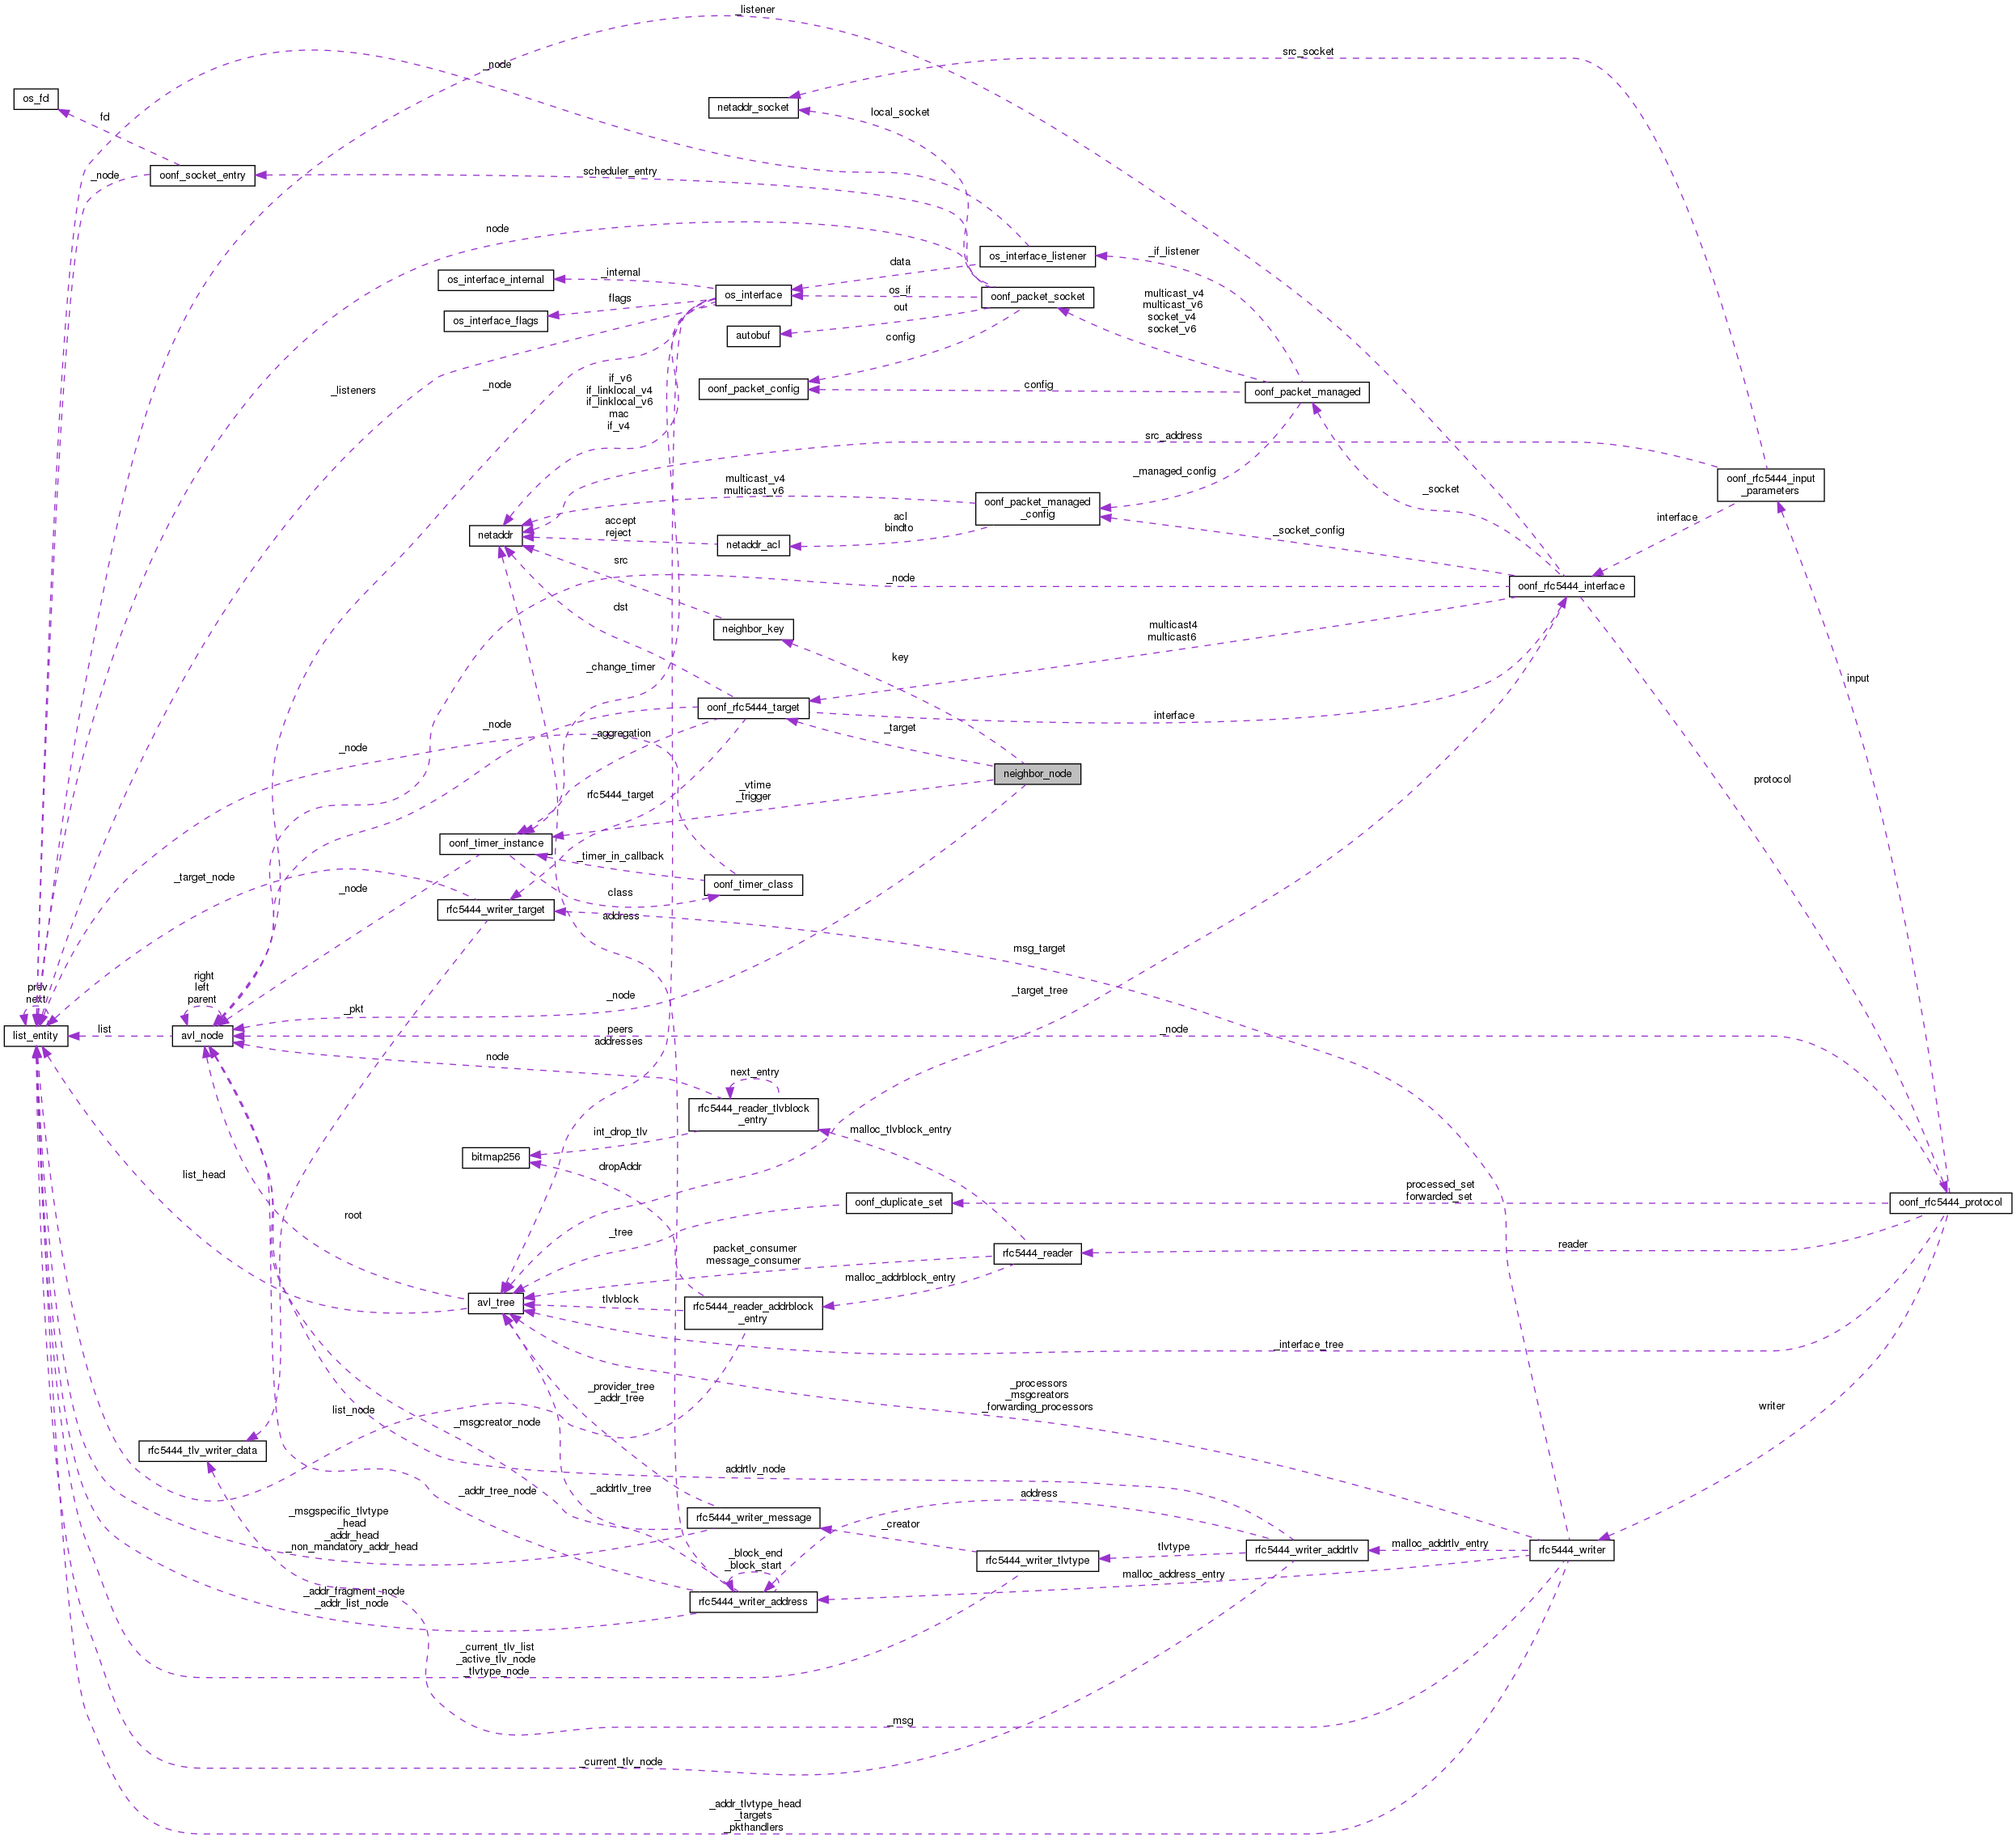 _listener
_node
src_socket
os_fd
netaddr_socket
fd
local_socket
oonf_socket_entry
scheduler_entry
_node
node
os_interface_listener
_if_listener
data
_internal
os_interface_internal
os_interface
os_if
oonf_packet_socket
multicast_v4
multicast_v6
socket_v4
socket_v6
flags
out
os_interface_flags
autobuf
config
_listeners
_node
if_v6
if_linklocal_v4
if_linklocal_v6
mac
if_v4
oonf_packet_config
config
oonf_packet_managed
src_address
_managed_config
multicast_v4
multicast_v6
oonf_packet_managed
_config
_socket
oonf_rfc5444_input
_parameters
accept
reject
acl
bindto
interface
netaddr
netaddr_acl
_socket_config
src
_node
oonf_rfc5444_interface
dst
neighbor_key
multicast4
multicast6
key
_change_timer
input
oonf_rfc5444_target
interface
_node
_aggregation
_target
_node
neighbor_node
protocol
rfc5444_target
_vtime
_trigger
oonf_timer_instance
_timer_in_callback
_target_node
_node
class
oonf_timer_class
rfc5444_writer_target
address
msg_target
right
left
parent
prev
next
_pkt
_node
_target_tree
list_entity
list
avl_node
peers
addresses
_node
node
next_entry
rfc5444_reader_tlvblock
_entry
int_drop_tlv
malloc_tlvblock_entry
bitmap256
dropAddr
list_head
processed_set
forwarded_set
oonf_duplicate_set
oonf_rfc5444_protocol
root
_tree
packet_consumer
message_consumer
rfc5444_reader
reader
malloc_addrblock_entry
avl_tree
tlvblock
rfc5444_reader_addrblock
_entry
_interface_tree
_provider_tree
_addr_tree
_processors
_msgcreators
_forwarding_processors
writer
list_node
_msgcreator_node
rfc5444_tlv_writer_data
addrtlv_node
_addr_tree_node
_addrtlv_tree
address
_msgspecific_tlvtype
_head
_addr_head
_non_mandatory_addr_head
rfc5444_writer_message
_creator
_block_end
_block_start
rfc5444_writer_tlvtype
tlvtype
rfc5444_writer_addrtlv
malloc_addrtlv_entry
rfc5444_writer
malloc_address_entry
_addr_fragment_node
_addr_list_node
rfc5444_writer_address
_current_tlv_list
_active_tlv_node
_tlvtype_node
_msg
_current_tlv_node
_addr_tlvtype_head
_targets
_pkthandlers